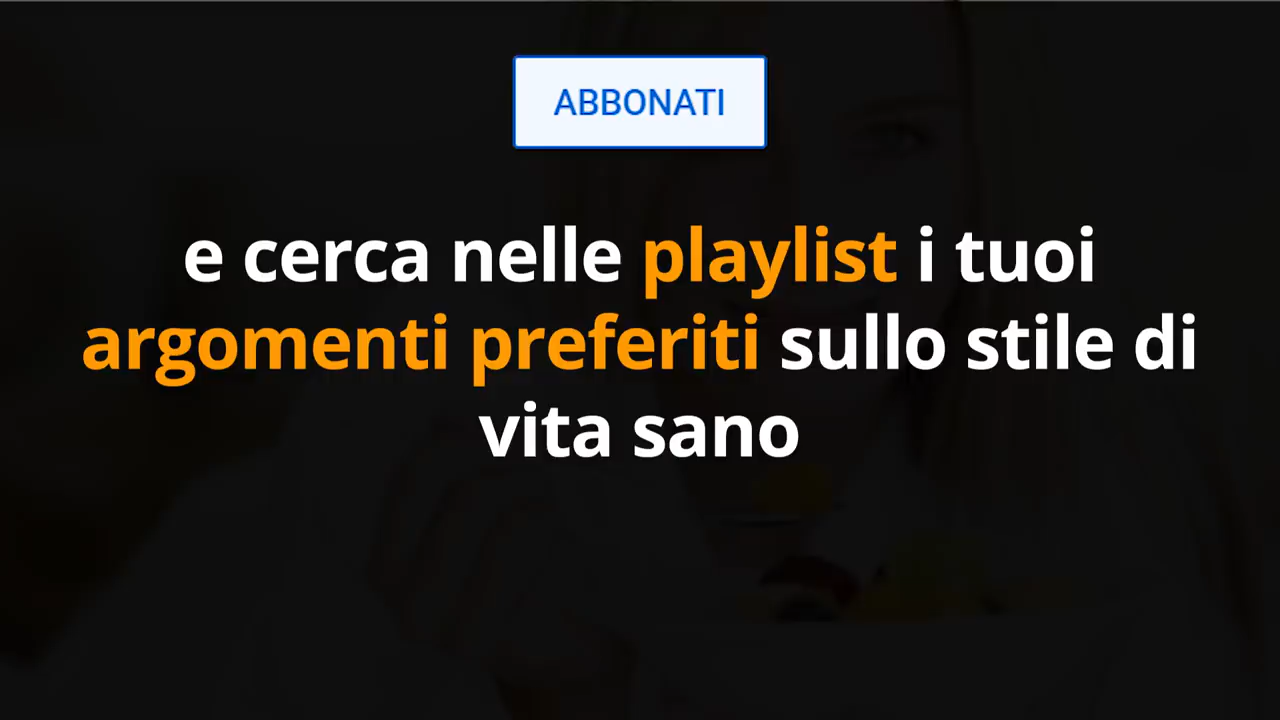 ABBONATI
e cerca nelle playlist i tuoi
argomenti preferiti sullo stile di
vita sano